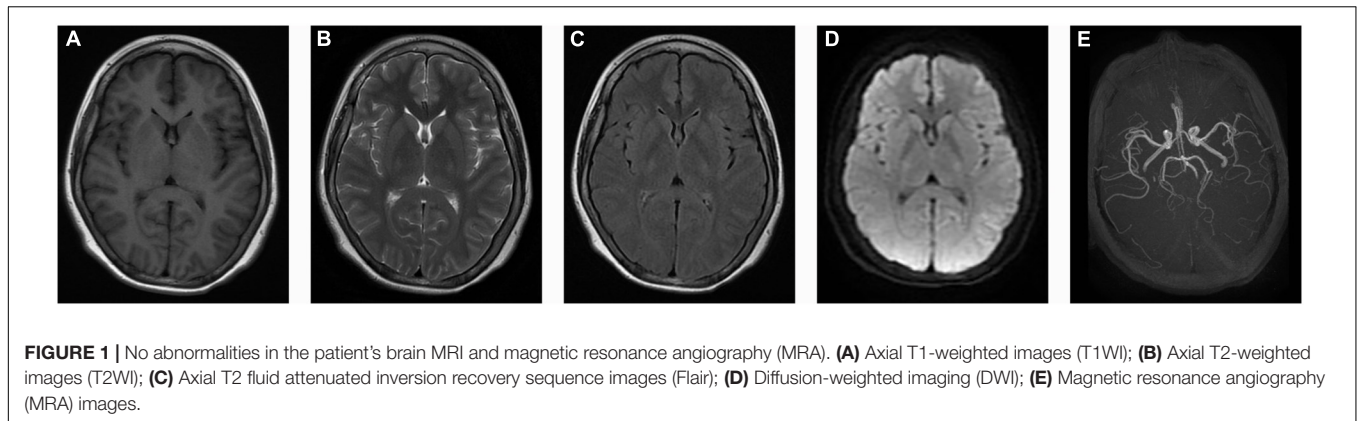 A
B
C
D
E
FIGURE 1 | No abnormalities in the patient's brain MRI and magnetic resonance angiography (MRA). (A) Axial T1-weighted images (T1WI); (B) Axial T2-weighted
images (T2WI); (C) Axial T2 fluid attenuated inversion recovery sequence images (Flair); (D) Diffusion-weighted imaging (DWI); (E) Magnetic resonance angiography
(MRA) images.